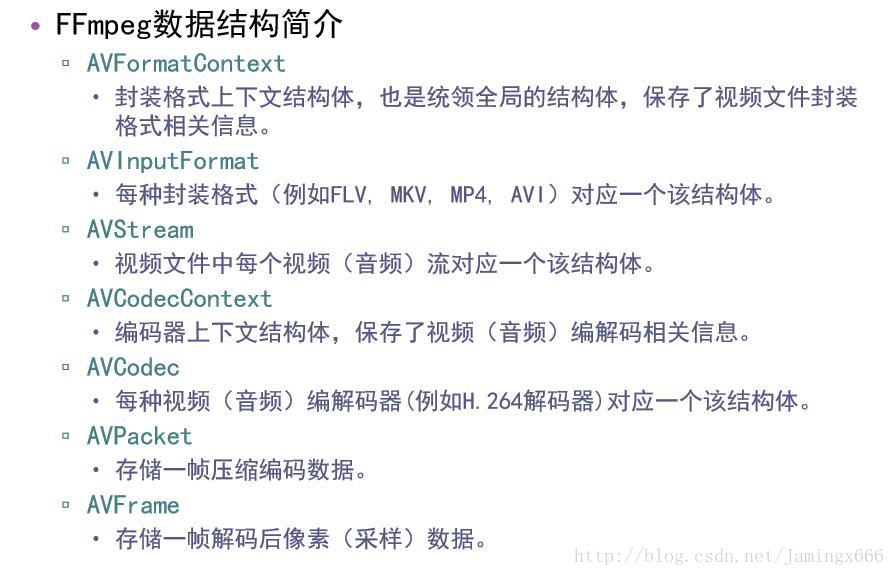 • FFmpeg数据结构简介
▫ AVFormatContext
• 封装格式上下文结构体，也是统领全局的结构体，保存了视频文件封装
格式相关信息。
▫ AVInputFormat
• 每种封装格式（例如FLV, MKV, MP4, AVI）对应一个该结构体。
▫ AVStream
• 视频文件中每个视频（音频）流对应一个该结构体。
▫ AVCodecContext
• 编码器上下文结构体，保存了视频（音频）编解码相关信息。
▫ AVCodec
• 每种视频（音频）编解码器(例如H.264解码器)对应一个该结构体。
▫ AVPacket
• 存储一帧压缩编码数据。
▫ AVFrame
• 存储一帧解码后像素（采样）数据。
http://blog.csdn.net/Jamingx666